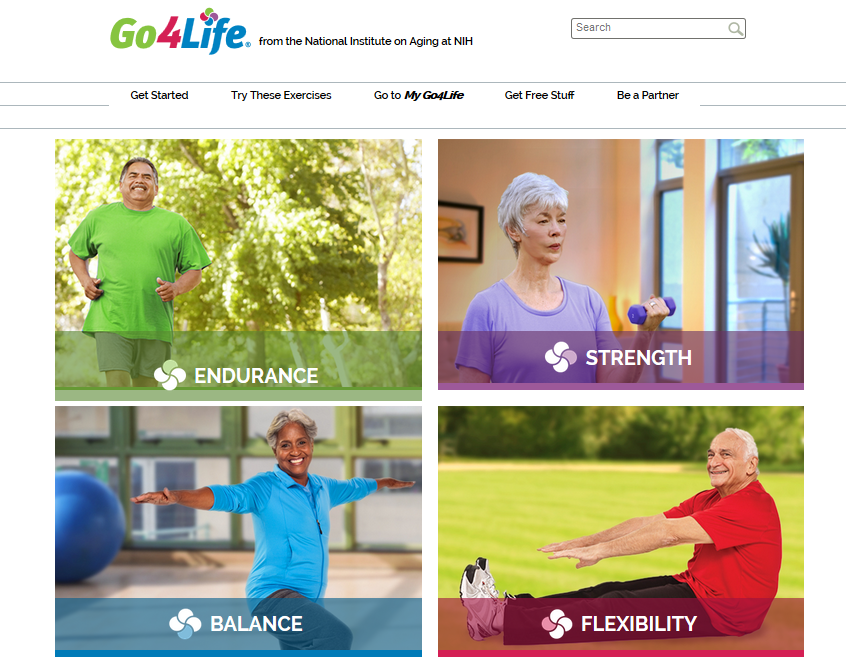 Go4Life® from the National Institute on Aging at NIH
Search
Get Started Try These Exercises Go to My Go4Life Get Free Stuff Be a Partner
ENDURANCE
STRENGTH
BALANCE
FLEXIBILITY